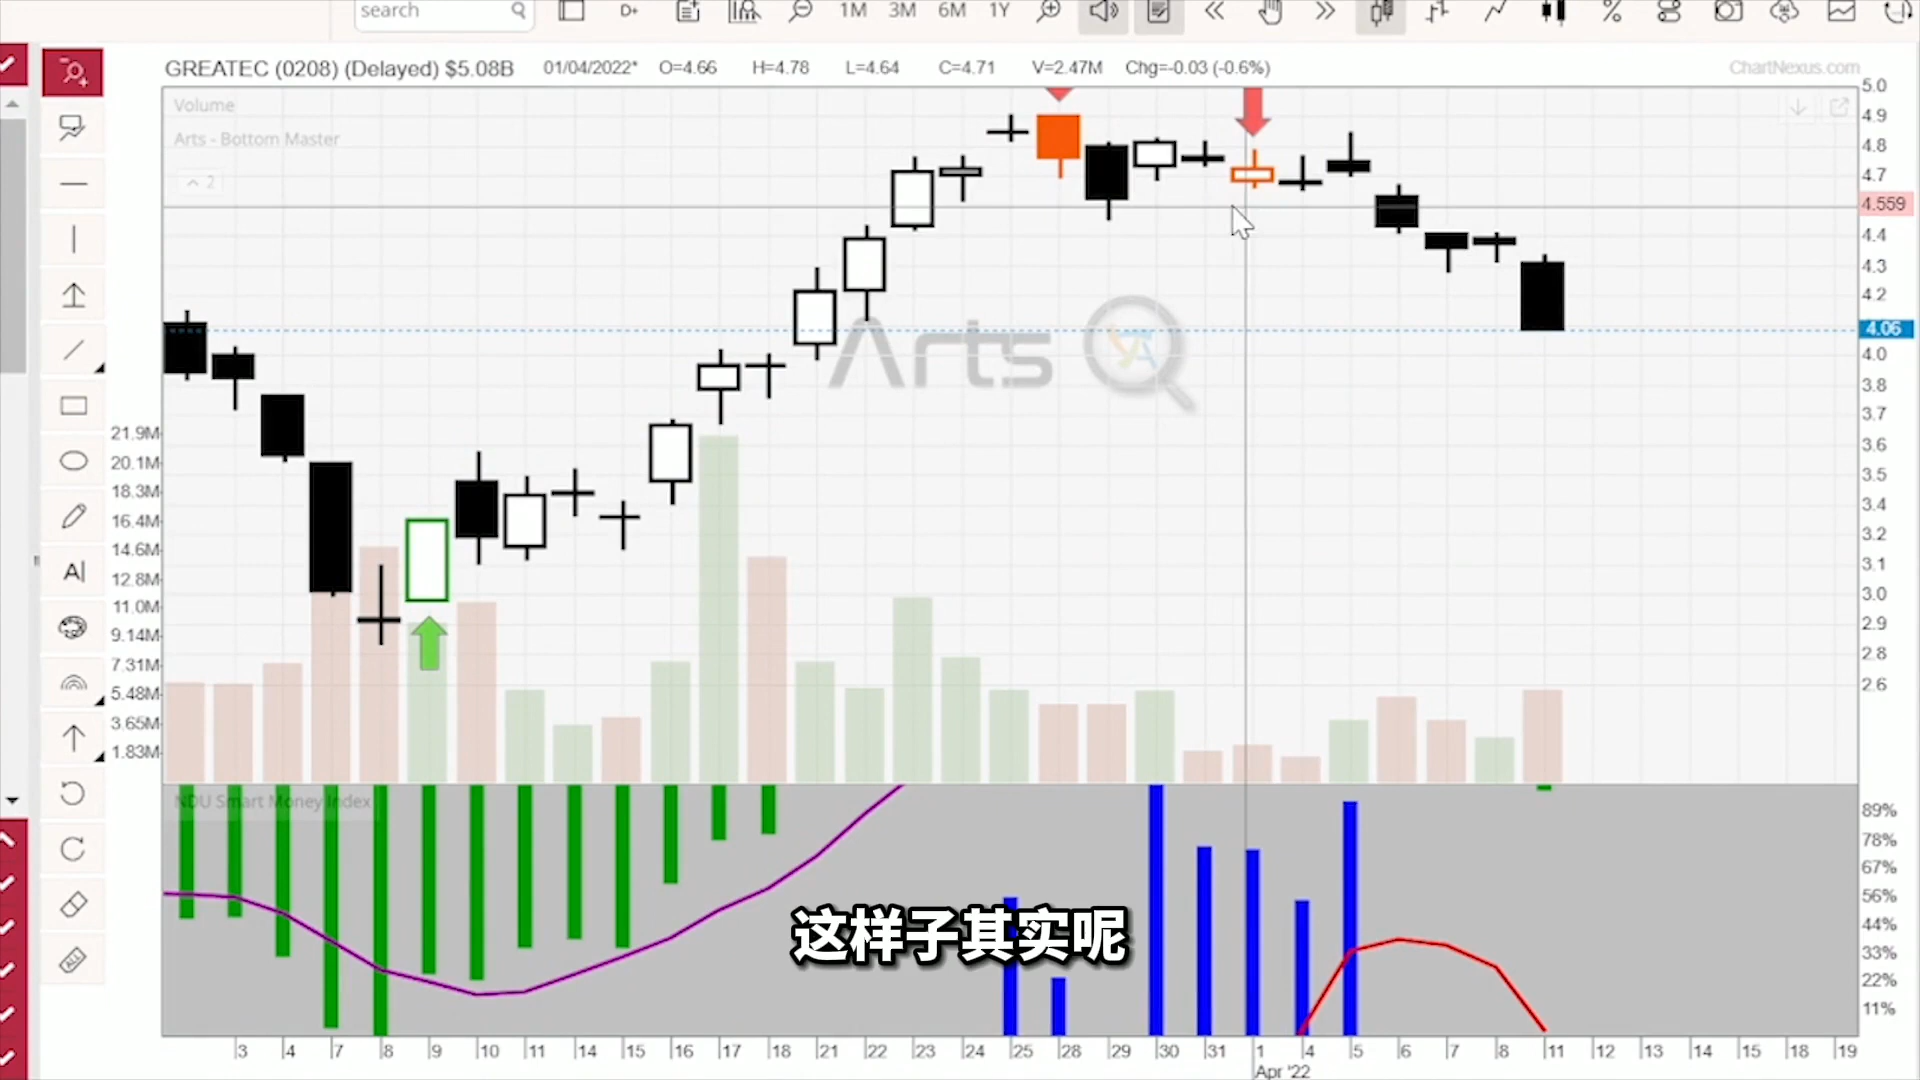 search
D+
1M 3M 6M 1Y
GREATEC (0208) (Delayed) $5.08B 01/04/2022* O=4.66 H=4.78 L=4.64 C=4.71 V=2.47M Chg=-0.03 (-0.6%)
ChartNexus.com
Volume
Arts - Bottom Master
2
5.0
4.9
4.8
4.7
4.559
4.4
4.3
4.2
4.06
4.0
3.8
3.7
3.6
3.5
3.4
3.2
3.1
3.0
2.9
2.8
2.6
Arts
21.9M
20.1M
18.3M
16.4M
14.6M
12.8M
11.0M
9.14M
7.31M
5.48M
3.65M
1.83M
A
ALL
NDU Smart Money Index
89%
78%
67%
56%
44%
33%
22%
11%
这样子其实呢
3 4 7 8 9 10 11 14 15 16 17 18 21 22 23 24 25 28 29 30 31 1 4 5 6 7 8 11 12 13 14 15 18 19
Apr '22